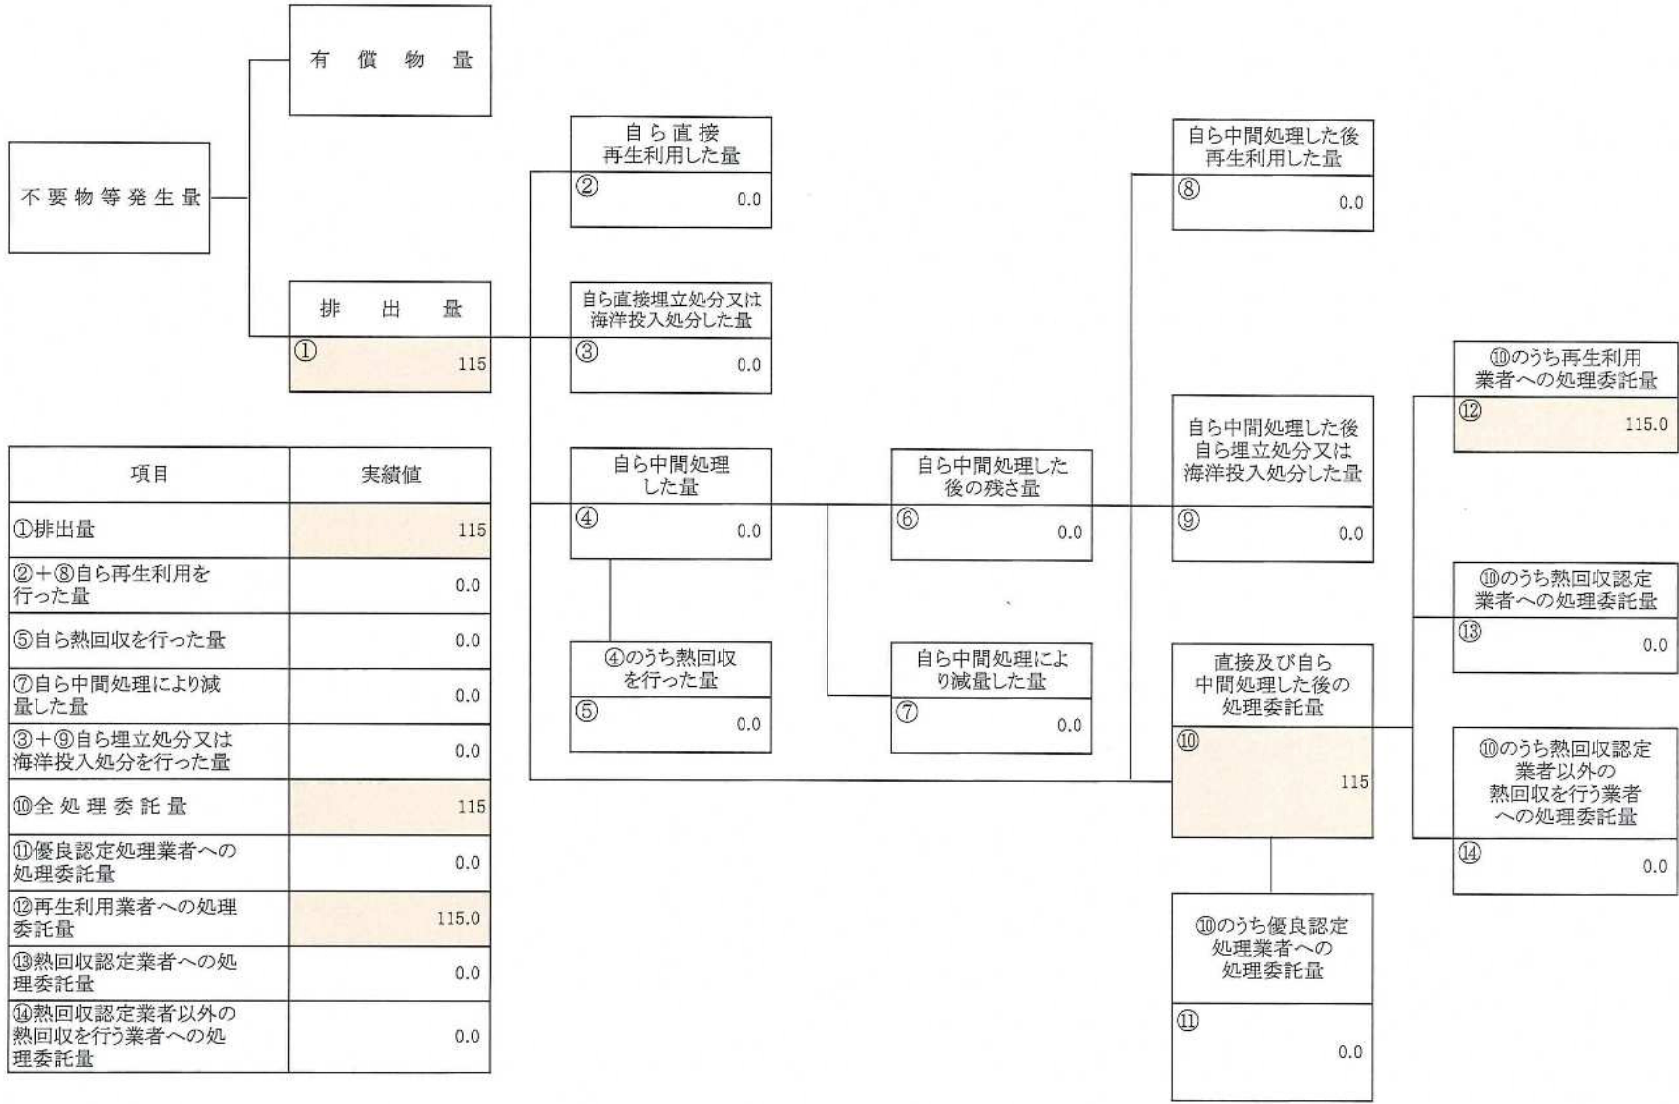 有償物量
不要物等発生量
排出量
①
115
自ら直接
再生利用した量
②
0.0
自ら直接埋立処分又は
海洋投入処分した量
③
0.0
自ら中間処理
した量
④
0.0
④のうち熱回収
を行った量
⑤
0.0
自ら中間処理した
後の残さ量
⑥
0.0
自ら中間処理によ
り減量した量
⑦
0.0
自ら中間処理した後
再生利用した量
⑧
0.0
自ら中間処理した後
自ら埋立処分又は
海洋投入処分した量
⑨
0.0
直接及び自ら
中間処理した後の
処理委託量
⑩
115
⑩のうち優良認定
処理業者への
処理委託量
⑪
0.0
⑩のうち再生利用
業者への処理委託量
⑫
115.0
⑩のうち熱回収認定
業者への処理委託量
⑬
0.0
⑩のうち熱回収認定
業者以外の
熱回収を行う業者
への処理委託量
⑭
0.0
項目 実績値
①排出量 115
②+⑧自ら再生利用を
行った量 0.0
⑤自ら熱回収を行った量 0.0
⑦自ら中間処理により減
量した量 0.0
③+⑨自ら埋立処分又は
海洋投入処分を行った量 0.0
⑩全処理委託量 115
⑪優良認定処理業者への
処理委託量 0.0
⑫再生利用業者への処理
委託量 115.0
⑬熱回収認定業者への処
理委託量 0.0
⑭熱回収認定業者以外の
熱回収を行う業者への処
理委託量 0.0